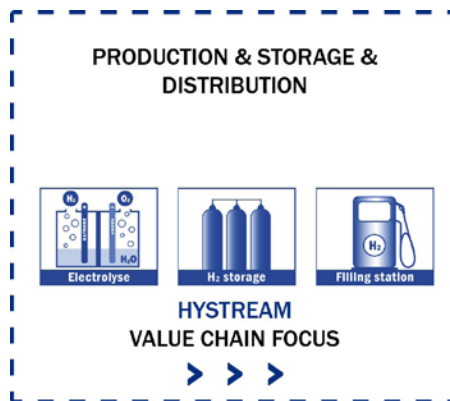 PRODUCTION & STORAGE &
DISTRIBUTION
H₂
O₂
H₂O
Electrolyse
H₂ storage
H₂
Filling station
HYSTREAM
VALUE CHAIN FOCUS
> > >